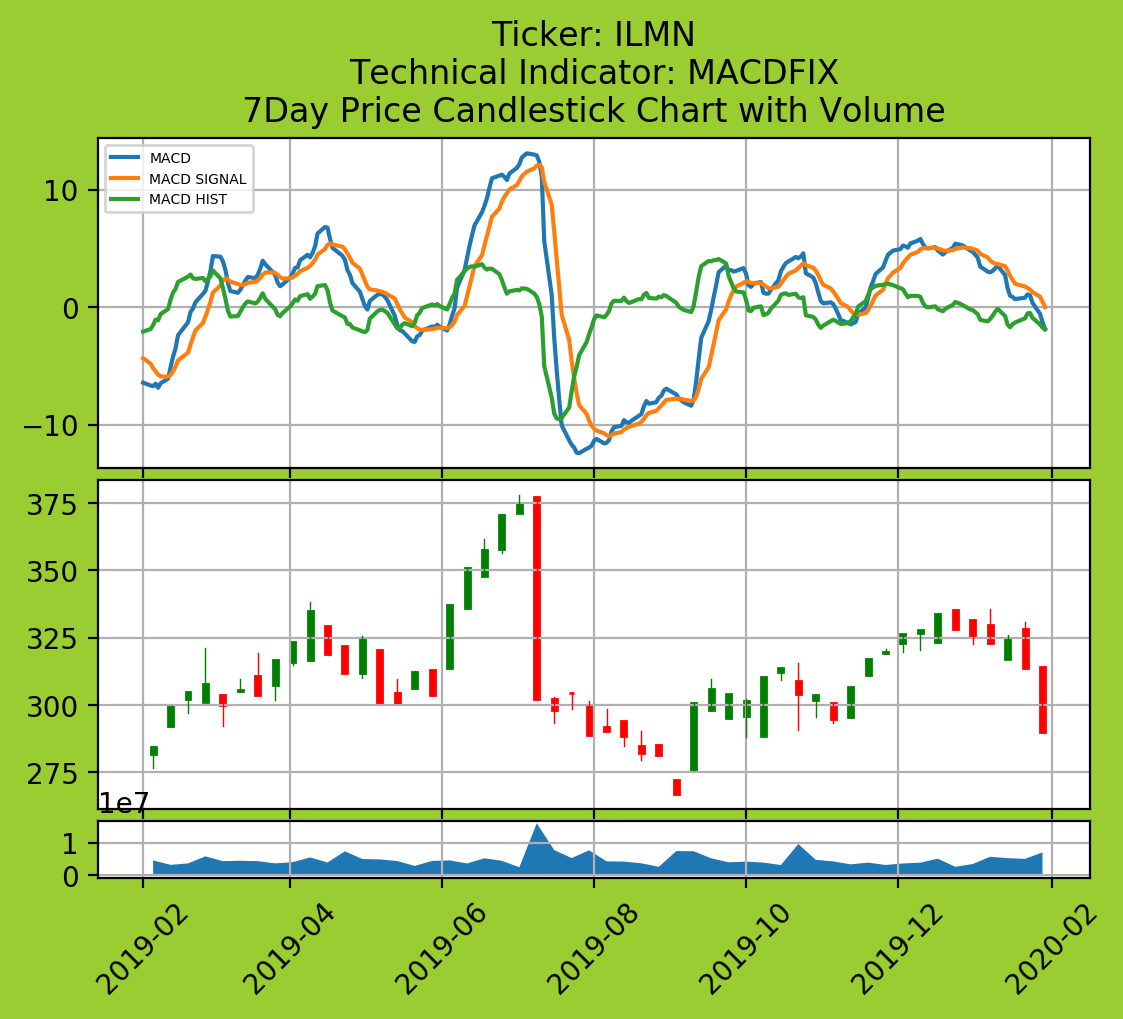 Ticker: ILMN
Technical Indicator: MACDFIX
7Day Price Candlestick Chart with Volume
MACD
MACD SIGNAL
MACD HIST
10
0
−10
375
350
325
300
275
1e7
1
0
2019-02
2019-04
2019-06
2019-08
2019-10
2019-12
2020-02